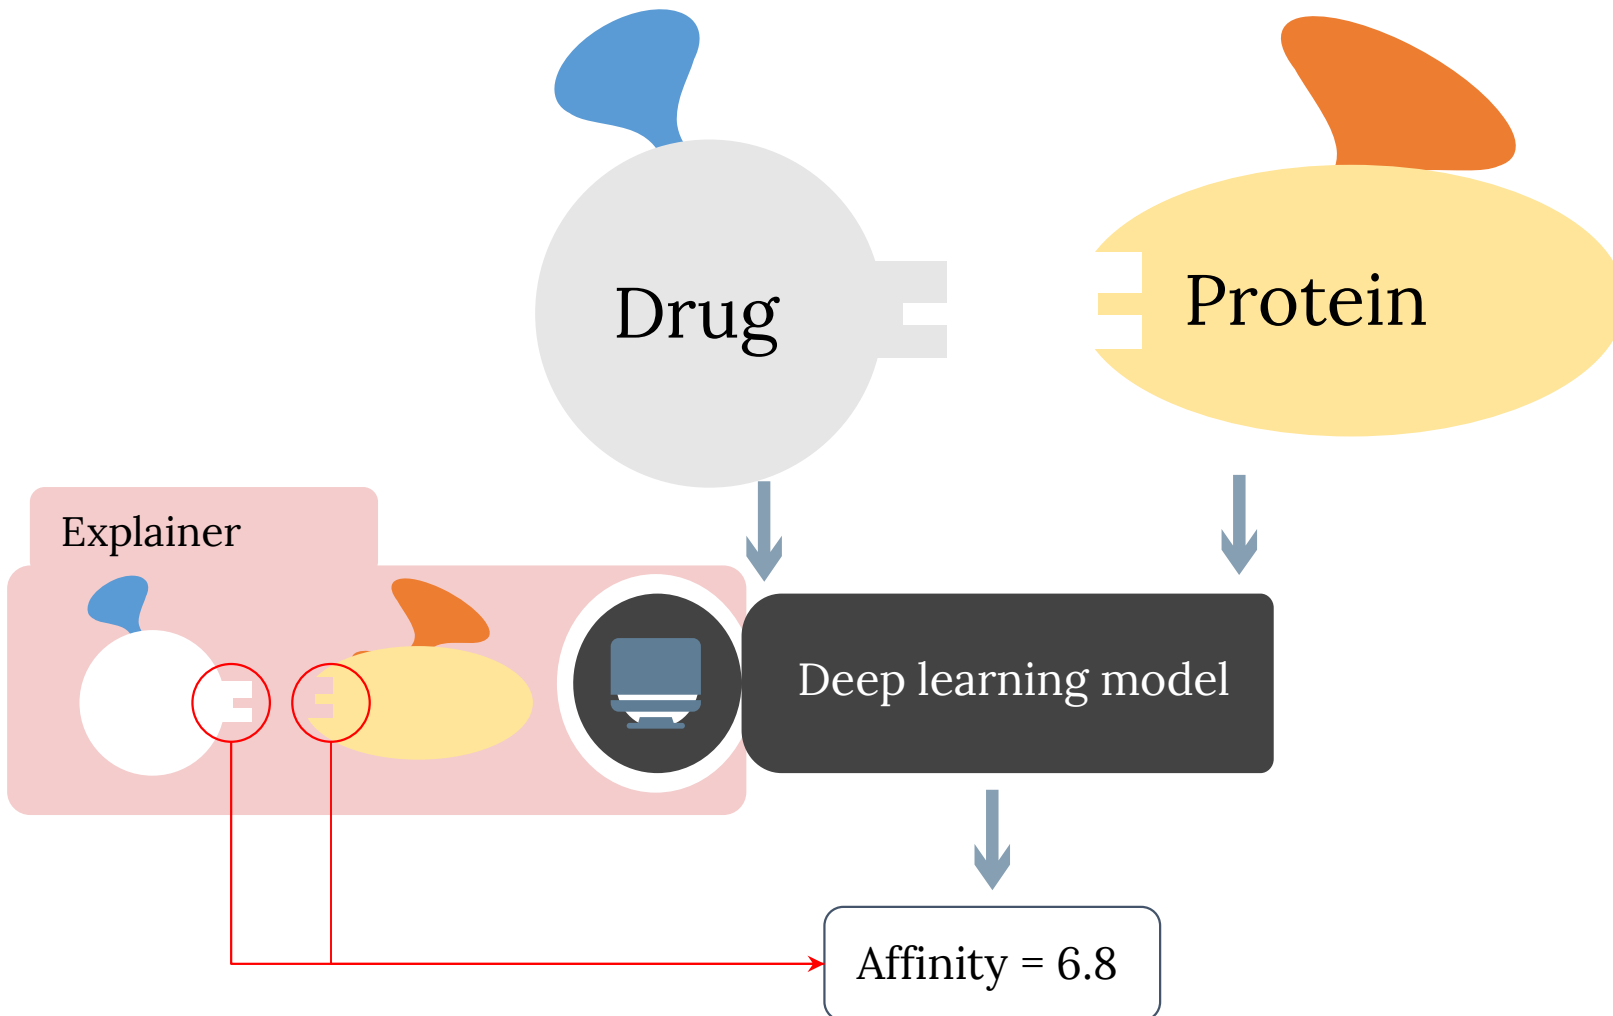 Drug
Protein
Explainer
Deep learning model
Affinity = 6.8